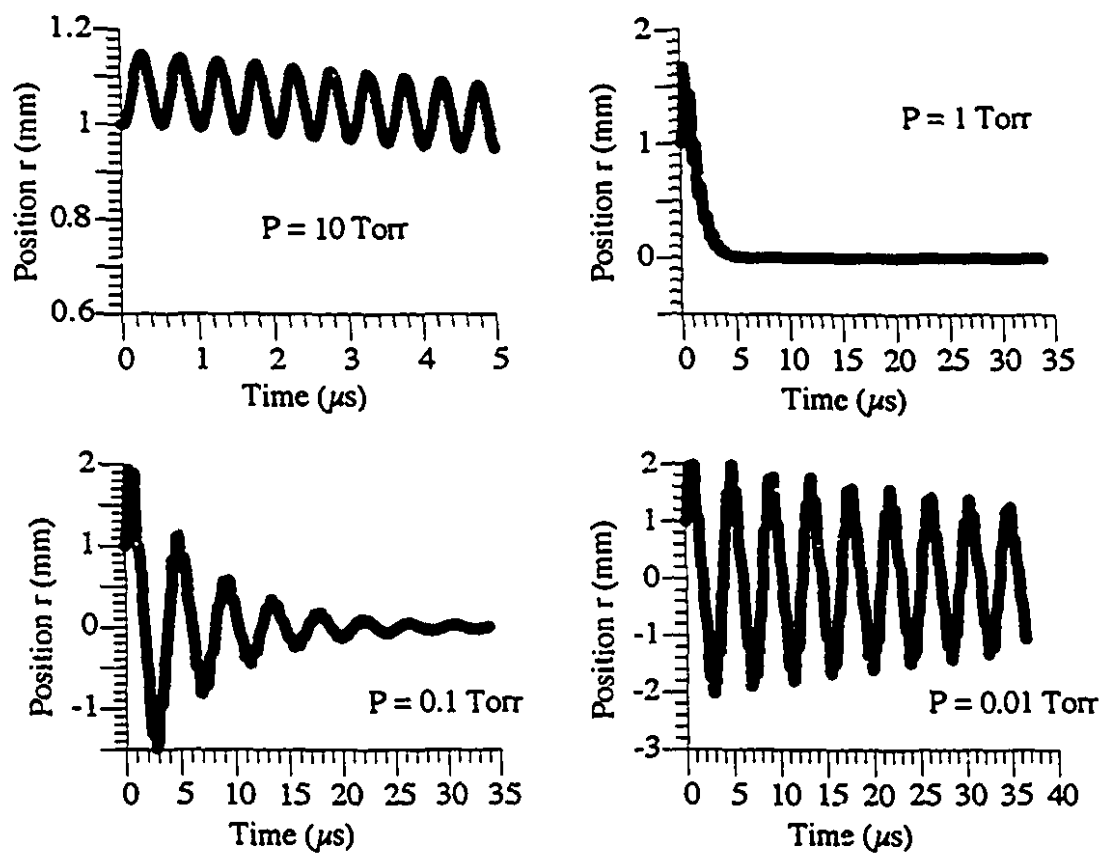 1.2
1
0.8
0.6
Position r (mm)
P = 10 Torr
0 1 2 3 4 5
Time (μs)
2
1
0
Position r (mm)
P = 1 Torr
0 5 10 15 20 25 30 35
Time (μs)
2
1
0
-1
Position r (mm)
P = 0.1 Torr
0 5 10 15 20 25 30 35
Time (μs)
2
1
0
-1
-2
-3
Position r (mm)
P = 0.01 Torr
0 5 10 15 20 25 30 35 40
Time (μs)